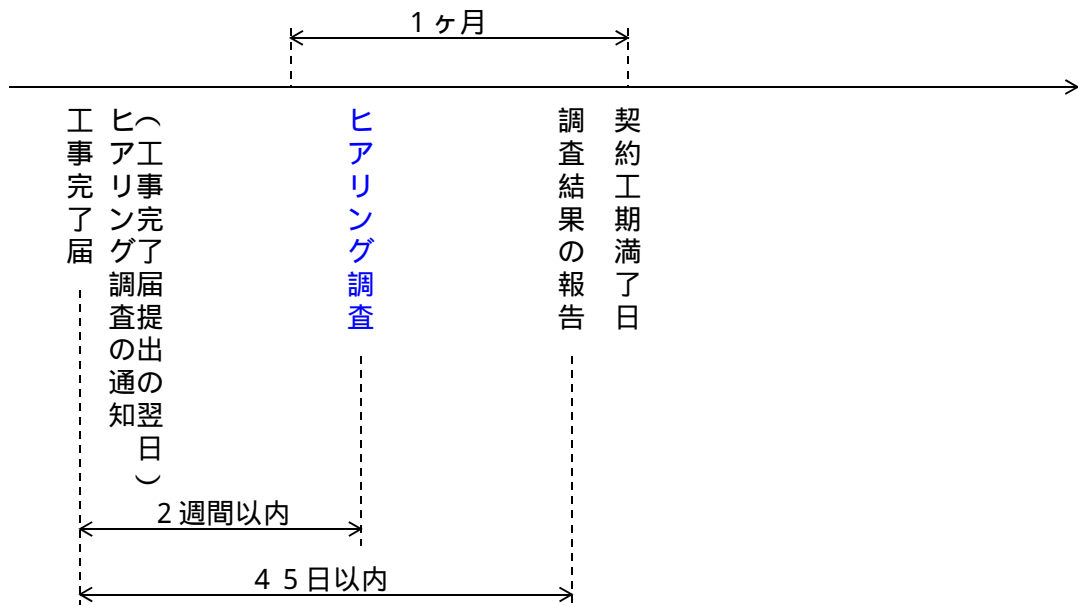 1ヶ月
工事完了届
ヒアリング調査の通知
（工事完了届提出の翌日）
ヒアリング調査
調査結果の報告
契約工期満了日
2週間以内
45日以内